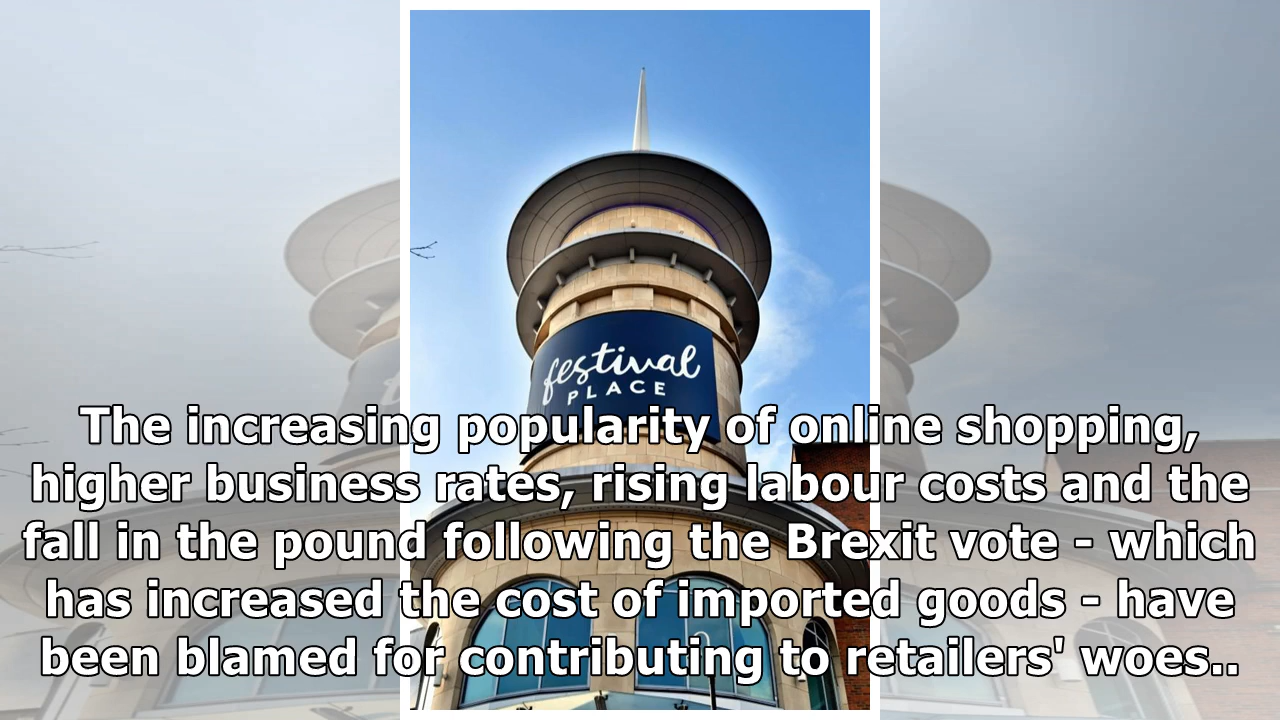 festival
PLACE
The increasing popularity of online shopping,
higher business rates, rising labour costs and the
fall in the pound following the Brexit vote - which
has increased the cost of imported goods - have
been blamed for contributing to retailers' woes..